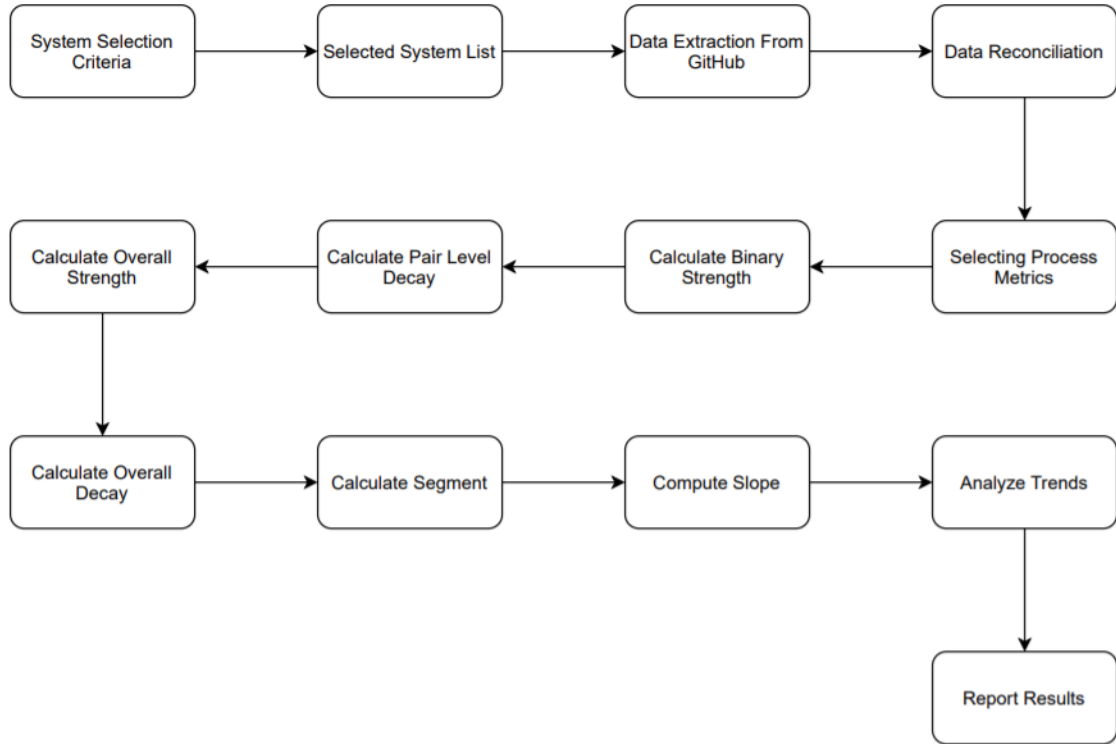 System Selection
Criteria
Selected System List
Data Extraction From
GitHub
Data Reconciliation
Selecting Process
Metrics
Calculate Binary
Strength
Calculate Pair Level
Decay
Calculate Overall
Strength
Calculate Overall
Decay
Calculate Segment
Compute Slope
Analyze Trends
Report Results